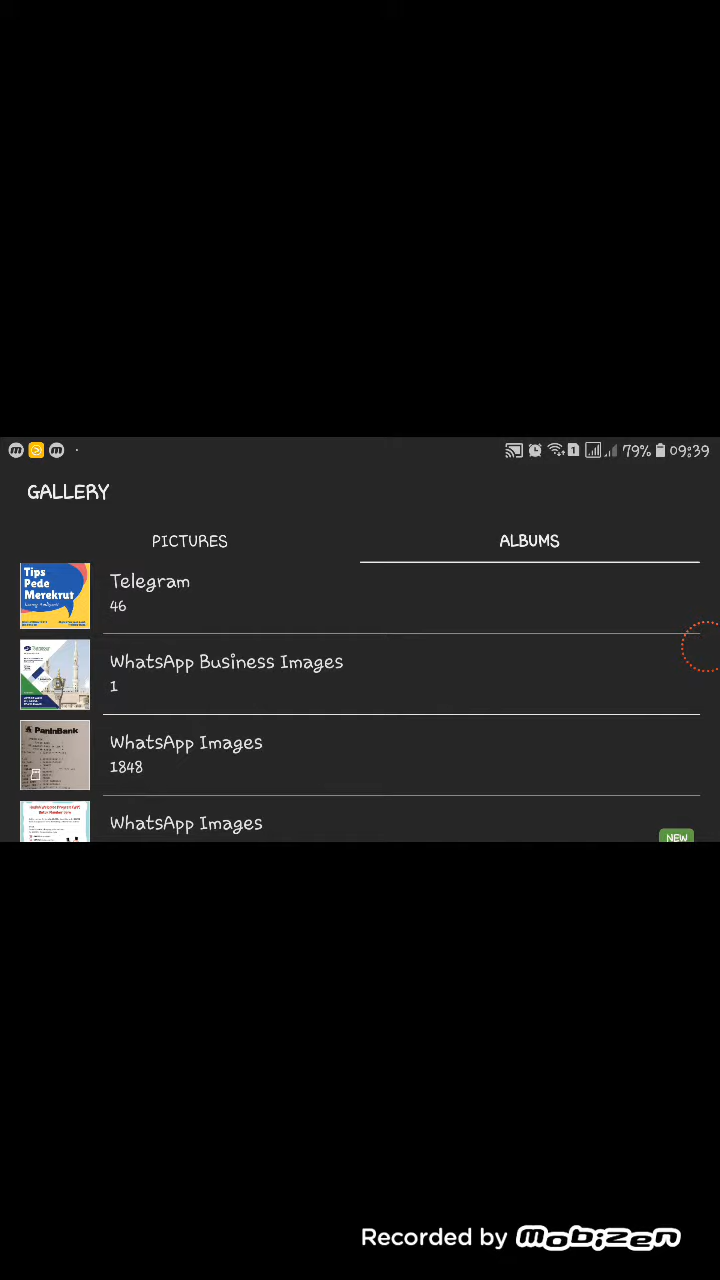 79% 09:39
GALLERY
PICTURES
ALBUMS
Tips
Pede
Merekrut
Telegram
46
WhatsApp Business Images
1
PaninBank
WhatsApp Images
1848
WhatsApp Images
NEW
Recorded by mobizen